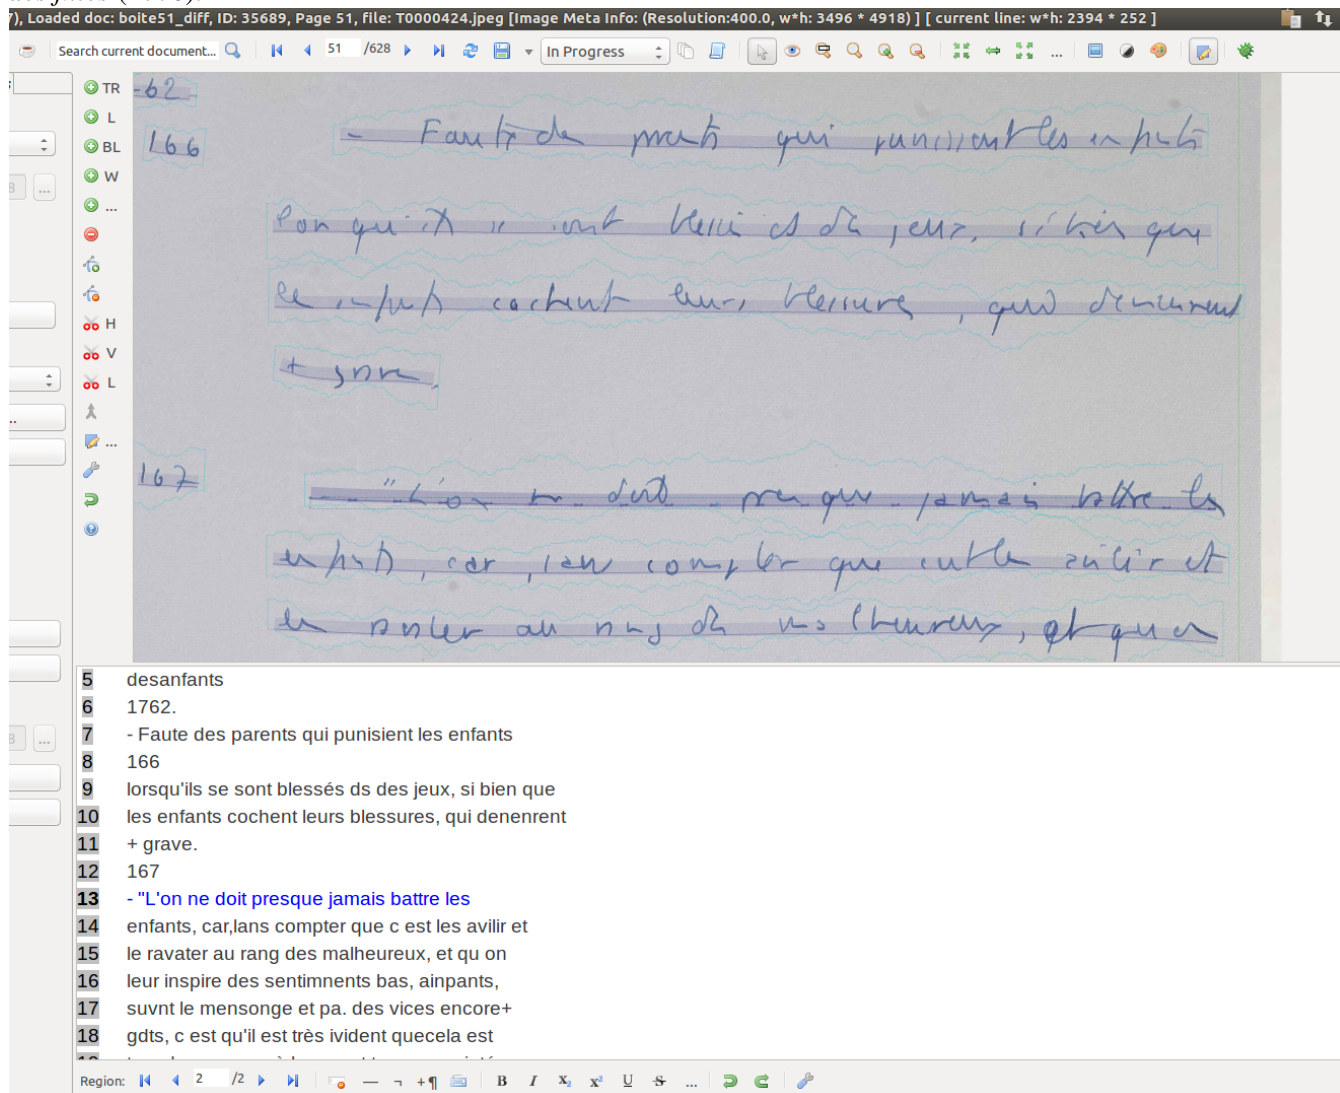 7), Loaded doc: boite51_diff, ID: 35689, Page 51, file: T0000424.jpeg [Image Meta Info: (Resolution:400.0, w*h: 3496 * 4918) ] [ current line: w*h: 2394 * 252 ]
Search current document... 51 /628 In Progress ...
TR
L
BL
W
...
H
V
L
...
-62
166 - Faute des parents qui punissent les enfants
lorsqu'ils se sont blessés ds des jeux, si bien que
les enfants cachent leurs blessures, qui deviennent
+ grave.
167 - "L'on ne doit presque jamais battre les
enfants, car, sans compter que c'est les avilir et
les ravaler au rang des malheureux, et qu'on
5 desanfants
6 1762.
7 - Faute des parents qui punisient les enfants
8 166
9 lorsqu'ils se sont blessés ds des jeux, si bien que
10 les enfants cochent leurs blessures, qui denenrent
11 + grave.
12 167
13 - "L'on ne doit presque jamais battre les
14 enfants, car,lans compter que c est les avilir et
15 le ravater au rang des malheureux, et qu on
16 leur inspire des sentimnents bas, ainpants,
17 suvnt le mensonge et pa. des vices encore+
18 gdts, c est qu'il est très ivident quecela est
Region: 2 /2 B I X₂ X² U S ...